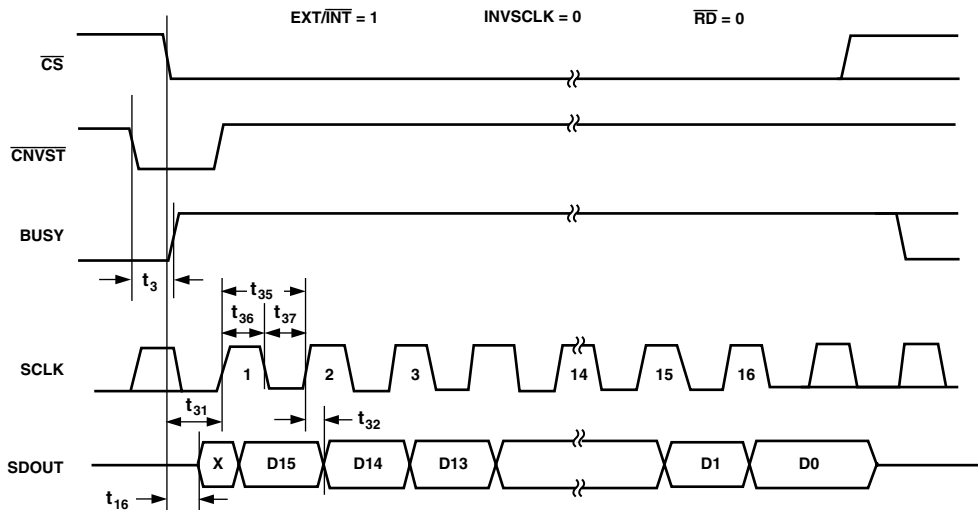 EXT/INT = 1 INVSCLK = 0 RD = 0
CS
CNVST
BUSY
t3
t35
t36 t37
SCLK 1 2 3 14 15 16
t31
t32
SDOUT X D15 D14 D13 D1 D0
t16